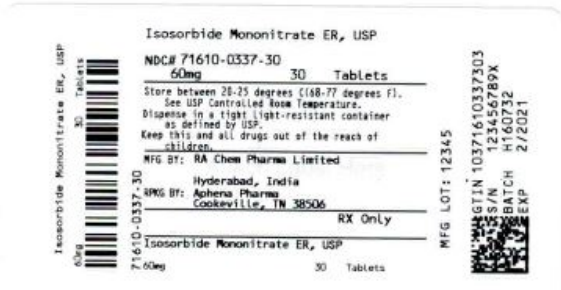 Isosorbide Mononitrate ER, USP
NDC# 71610-0337-30
60mg 30 Tablets
Store between 20-25 degrees C(68-77 degrees F).
See USP Controlled Room Temperature.
Dispense in a tight light-resistant container
as defined by USP.
Keep this and all drugs out of the reach of
children.
MFG BY: RA Chem Pharma Limited
Hyderabad, India
RPKG BY: Aphena Pharma
Cookeville, TN 38506
RX Only
Isosorbide Mononitrate ER, USP
60mg 30 Tablets
Isosorbide Mononitrate ER, USP
60mg 30 Tablets
71610-0337-30
MFG LOT: 12345
GTIN 10371610337303
S/N 123456789X
BATCH H160732
EXP 2/2021